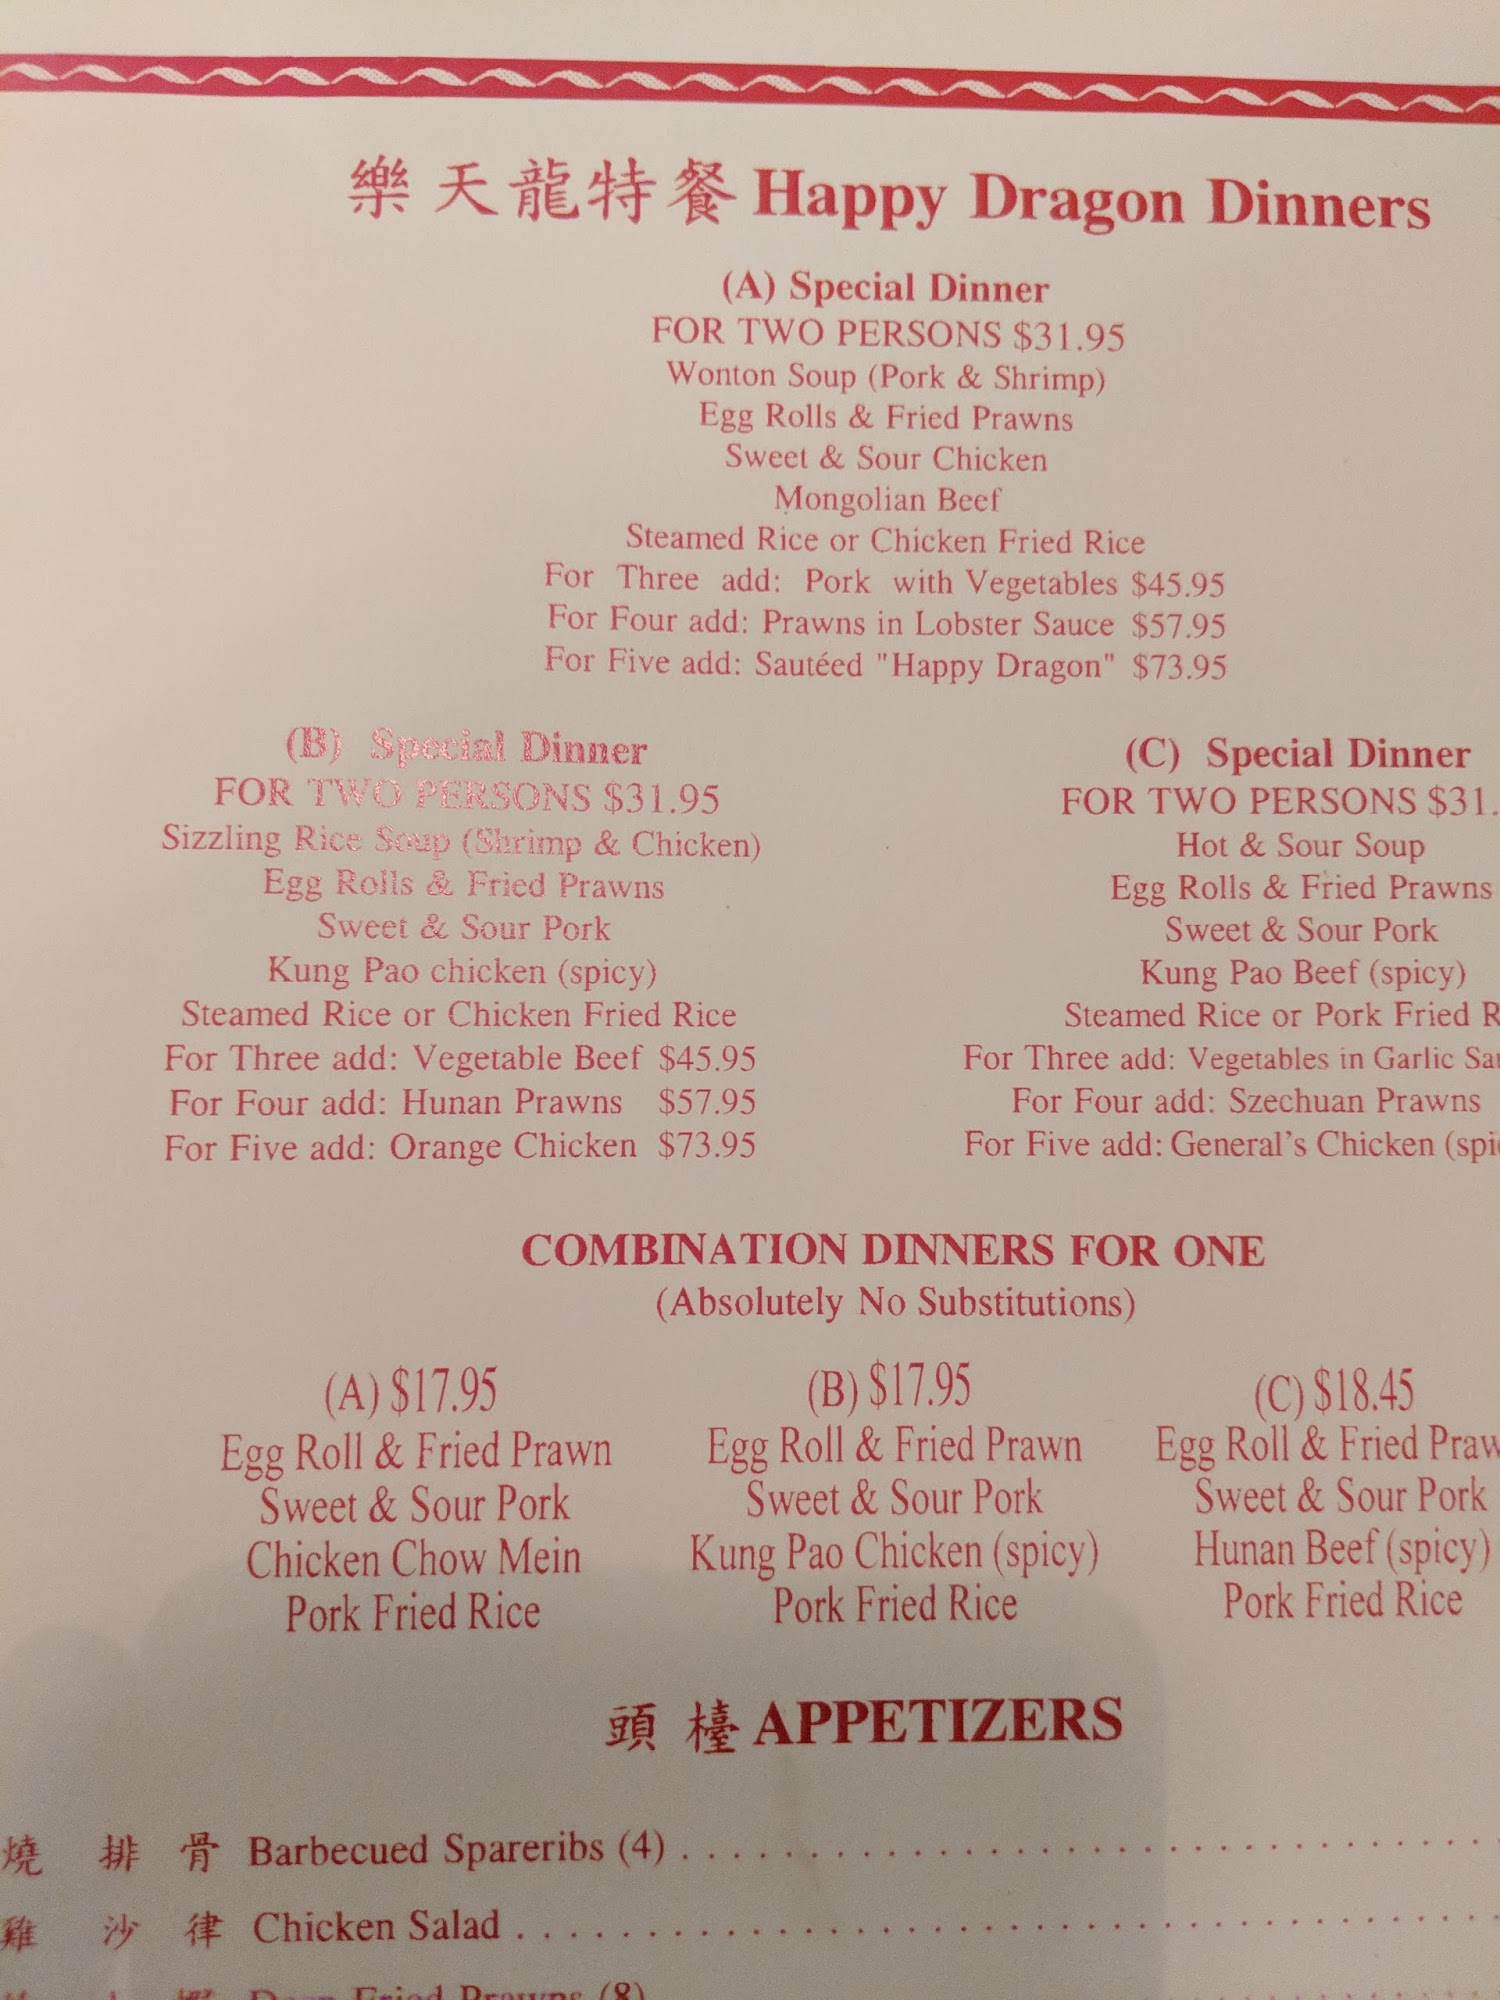 樂天龍特餐 Happy Dragon Dinners
(A) Special Dinner
FOR TWO PERSONS $31.95
Wonton Soup (Pork & Shrimp)
Egg Rolls & Fried Prawns
Sweet & Sour Chicken
Mongolian Beef
Steamed Rice or Chicken Fried Rice
For Three add: Pork with Vegetables $45.95
For Four add: Prawns in Lobster Sauce $57.95
For Five add: Sautéed "Happy Dragon" $73.95
(B) Special Dinner
FOR TWO PERSONS $31.95
Sizzling Rice Soup (Shrimp & Chicken)
Egg Rolls & Fried Prawns
Sweet & Sour Pork
Kung Pao chicken (spicy)
Steamed Rice or Chicken Fried Rice
For Three add: Vegetable Beef $45.95
For Four add: Hunan Prawns $57.95
For Five add: Orange Chicken $73.95
(C) Special Dinner
FOR TWO PERSONS $31.
Hot & Sour Soup
Egg Rolls & Fried Prawns
Sweet & Sour Pork
Kung Pao Beef (spicy)
Steamed Rice or Pork Fried
For Three add: Vegetables in Garlic
For Four add: Szechuan Prawns
For Five add: General's Chicken
COMBINATION DINNERS FOR ONE
(Absolutely No Substitutions)
(A) $17.95
Egg Roll & Fried Prawn
Sweet & Sour Pork
Chicken Chow Mein
Pork Fried Rice
(B) $17.95
Egg Roll & Fried Prawn
Sweet & Sour Pork
Kung Pao Chicken (spicy)
Pork Fried Rice
(C) $18.45
Egg Roll & Fried
Sweet & Sour Pork
Hunan Beef (spicy)
Pork Fried Rice
頭檯 APPETIZERS
燒排骨 Barbecued Spareribs (4)
雞沙律 Chicken Salad
Deep Fried Prawns (8)